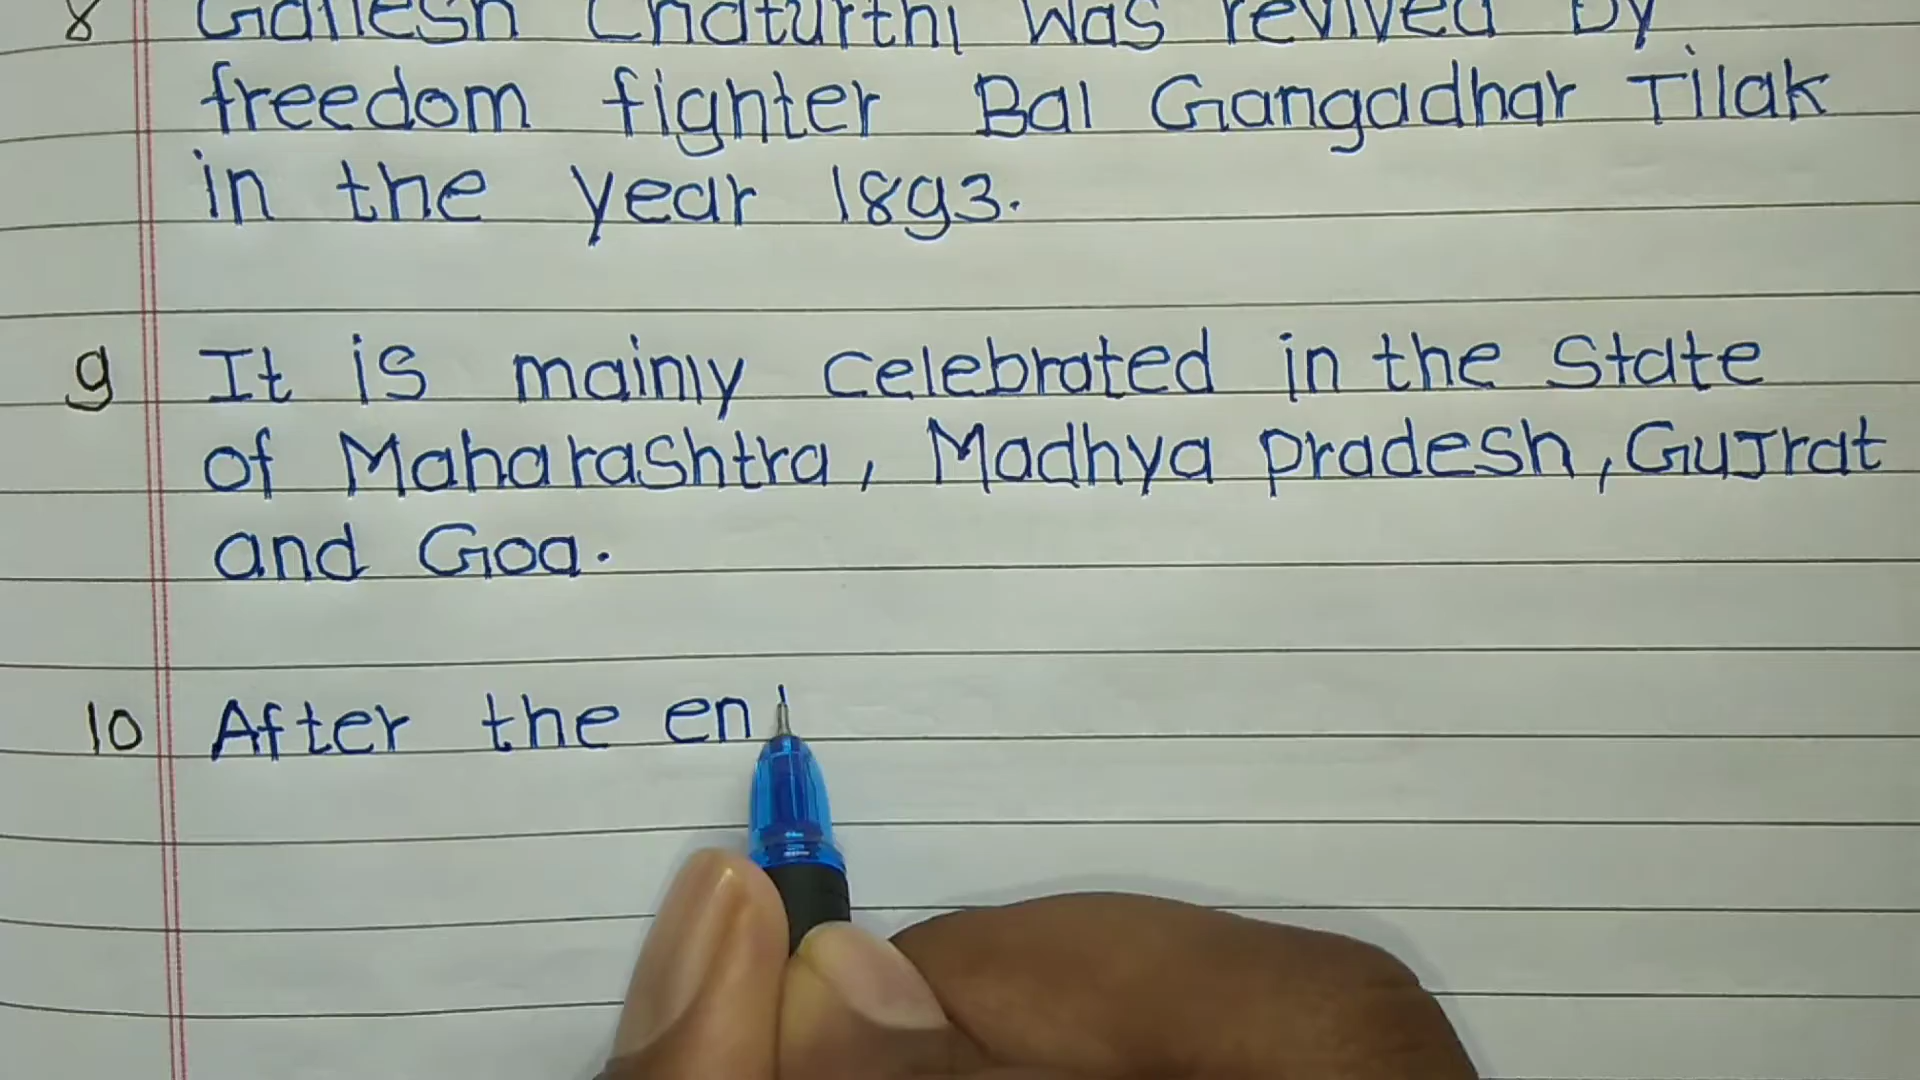 8 Ganesh Chaturthi was revived by
freedom fighter Bal Gangadhar Tilak
in the year 1893.
9 It is mainly celebrated in the State
of Maharashtra, Madhya pradesh, GuJrat
and Goa.
10 After the en